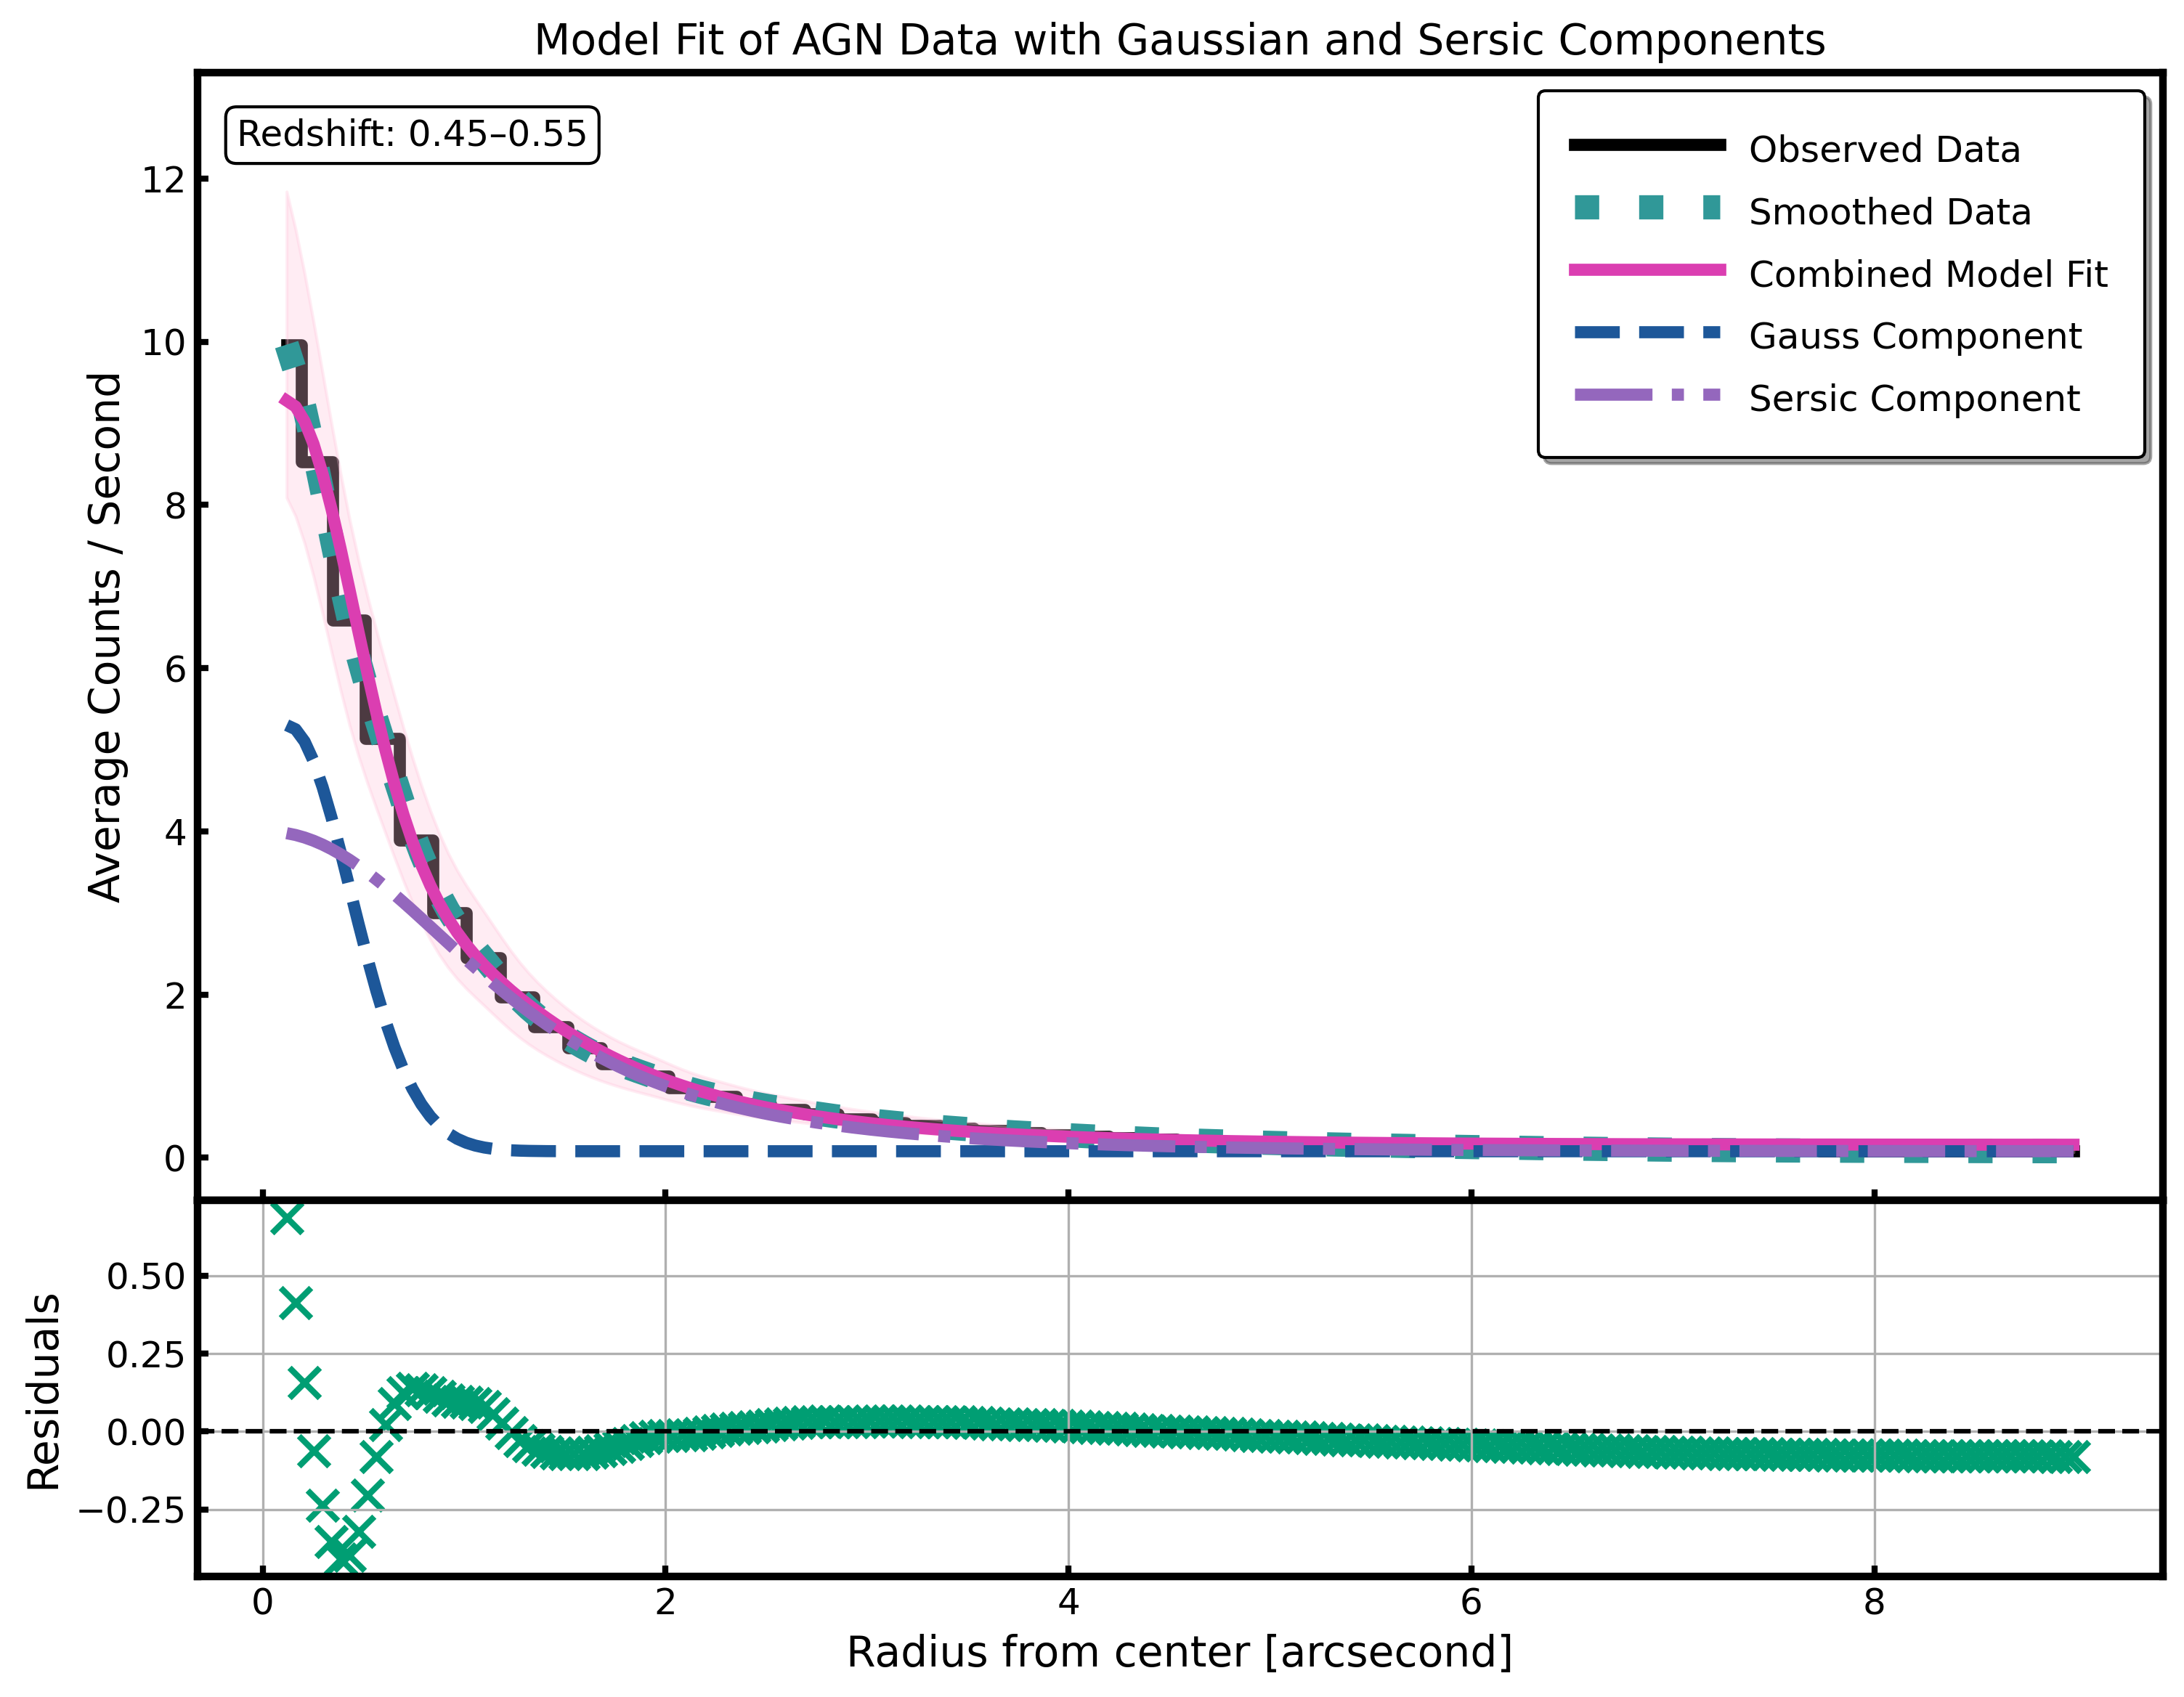 Model Fit of AGN Data with Gaussian and Sersic Components
Redshift: 0.45–0.55
Observed Data
Smoothed Data
Combined Model Fit
Gauss Component
Sersic Component
Average Counts / Second
12
10
8
6
4
2
0
Residuals
0.50
0.25
0.00
−0.25
0
2
4
6
8
Radius from center [arcsecond]